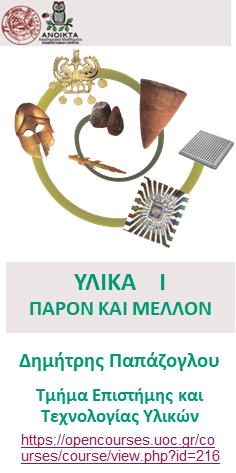 ΑΝΟΙΚΤΑ
ΥΛΙΚΑ Ι
ΠΑΡΟΝ ΚΑΙ ΜΕΛΛΟΝ
Δημήτρης Παπάζογλου
Τμήμα Επιστήμης και
Τεχνολογίας Υλικών
https://opencourses.uoc.gr/co
urses/course/view.php?id=216